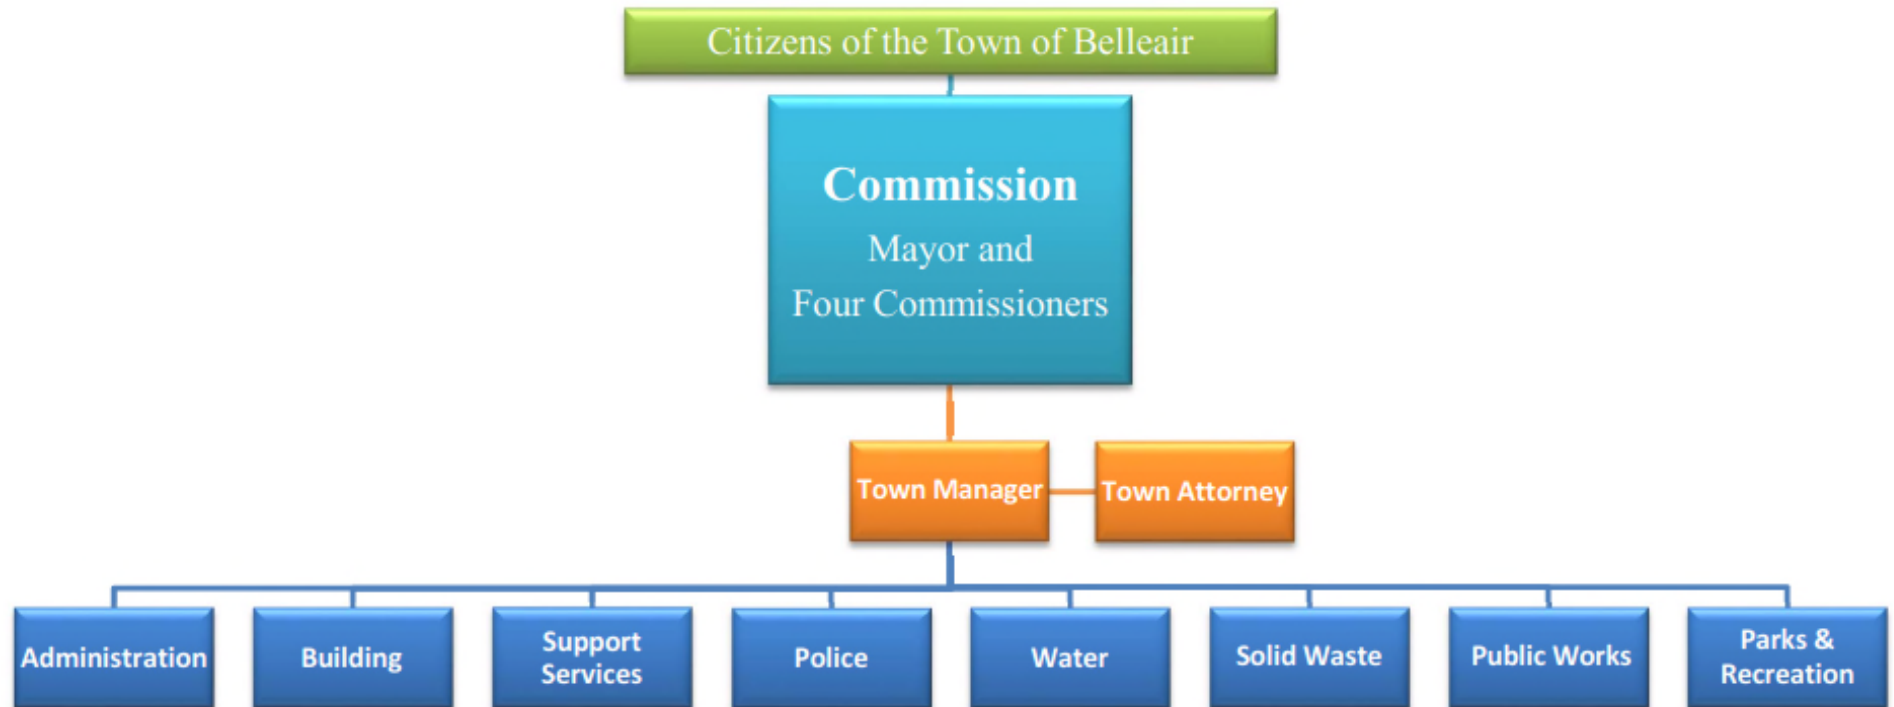 Citizens of the Town of Belleair
Commission
Mayor and
Four Commissioners
Town Manager
Town Attorney
Administration
Building
Support
Services
Police
Water
Solid Waste
Public Works
Parks &
Recreation